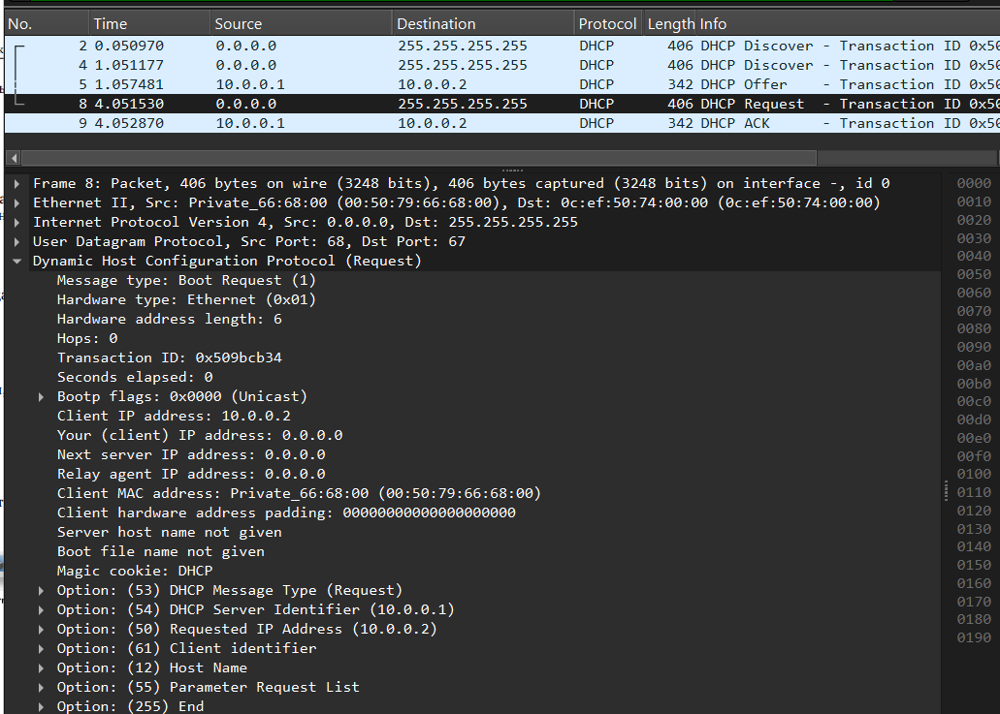 No. Time Source Destination Protocol Length Info
2 0.050970 0.0.0.0 255.255.255.255 DHCP 406 DHCP Discover - Transaction ID 0x50
4 1.051177 0.0.0.0 255.255.255.255 DHCP 406 DHCP Discover - Transaction ID 0x50
5 1.057481 10.0.0.1 10.0.0.2 DHCP 342 DHCP Offer - Transaction ID 0x50
8 4.051530 0.0.0.0 255.255.255.255 DHCP 406 DHCP Request - Transaction ID 0x50
9 4.052870 10.0.0.1 10.0.0.2 DHCP 342 DHCP ACK - Transaction ID 0x50
Frame 8: Packet, 406 bytes on wire (3248 bits), 406 bytes captured (3248 bits) on interface -, id 0
Ethernet II, Src: Private_66:68:00 (00:50:79:66:68:00), Dst: 0c:ef:50:74:00:00 (0c:ef:50:74:00:00)
Internet Protocol Version 4, Src: 0.0.0.0, Dst: 255.255.255.255
User Datagram Protocol, Src Port: 68, Dst Port: 67
Dynamic Host Configuration Protocol (Request)
Message type: Boot Request (1)
Hardware type: Ethernet (0x01)
Hardware address length: 6
Hops: 0
Transaction ID: 0x509bcb34
Seconds elapsed: 0
Bootp flags: 0x0000 (Unicast)
Client IP address: 10.0.0.2
Your (client) IP address: 0.0.0.0
Next server IP address: 0.0.0.0
Relay agent IP address: 0.0.0.0
Client MAC address: Private_66:68:00 (00:50:79:66:68:00)
Client hardware address padding: 00000000000000000000
Server host name not given
Boot file name not given
Magic cookie: DHCP
Option: (53) DHCP Message Type (Request)
Option: (54) DHCP Server Identifier (10.0.0.1)
Option: (50) Requested IP Address (10.0.0.2)
Option: (61) Client identifier
Option: (12) Host Name
Option: (55) Parameter Request List
Option: (255) End
0000
0010
0020
0030
0040
0050
0060
0070
0080
0090
00a0
00b0
00c0
00d0
00e0
00f0
0100
0110
0120
0130
0140
0150
0160
0170
0180
0190